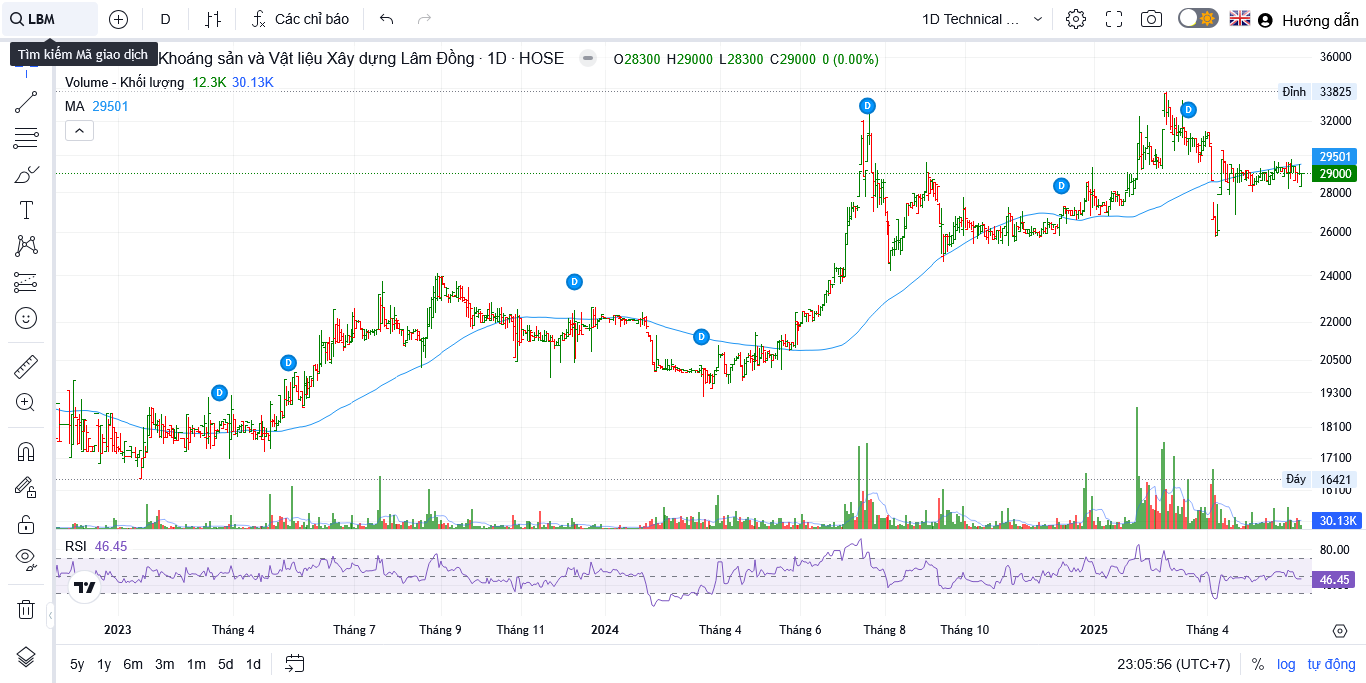 LBM
D
Các chỉ báo
1D Technical ...
Hướng dẫn
Tìm kiếm Mã giao dịch
Khoáng sản và Vật liệu Xây dựng Lâm Đồng · 1D · HOSE
O28300 H29000 L28300 C29000 0 (0.00%)
Volume - Khối lượng 12.3K 30.13K
MA 29501
36000
Đỉnh 33825
32000
29501
29000
28000
26000
24000
22000
20500
19300
18100
17100
Đáy 16421
16100
30.13K
D
D
D
D
D
D
D
RSI 46.45
80.00
46.45
2023
Tháng 4
Tháng 7
Tháng 9
Tháng 11
2024
Tháng 4
Tháng 6
Tháng 8
Tháng 10
2025
Tháng 4
5y 1y 6m 3m 1m 5d 1d
23:05:56 (UTC+7)
% log tự động